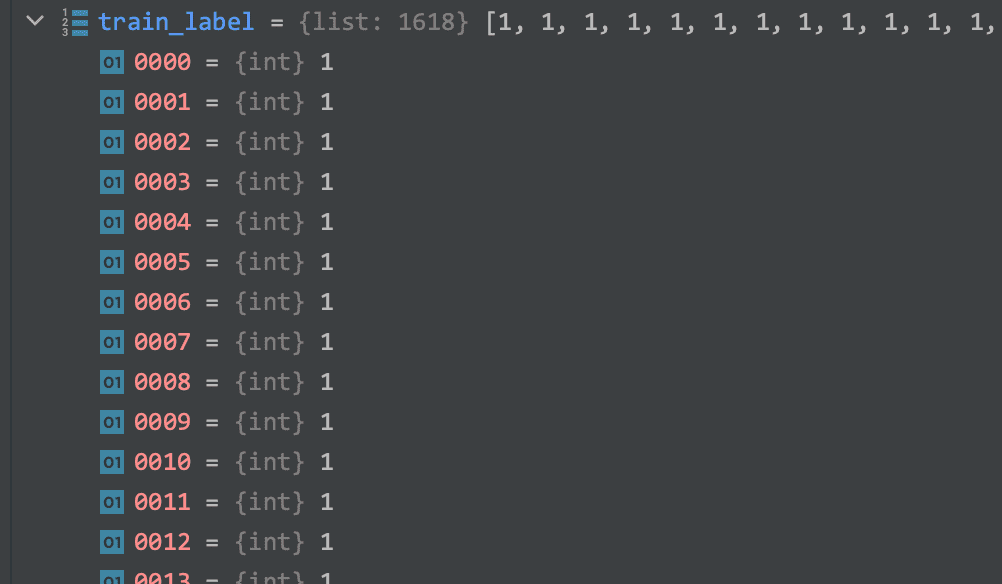 train_label = {list: 1618} [1, 1, 1, 1, 1, 1, 1, 1, 1, 1, 1, 1,
01 0000 = {int} 1
01 0001 = {int} 1
01 0002 = {int} 1
01 0003 = {int} 1
01 0004 = {int} 1
01 0005 = {int} 1
01 0006 = {int} 1
01 0007 = {int} 1
01 0008 = {int} 1
01 0009 = {int} 1
01 0010 = {int} 1
01 0011 = {int} 1
01 0012 = {int} 1
01 0013 = {int} 1